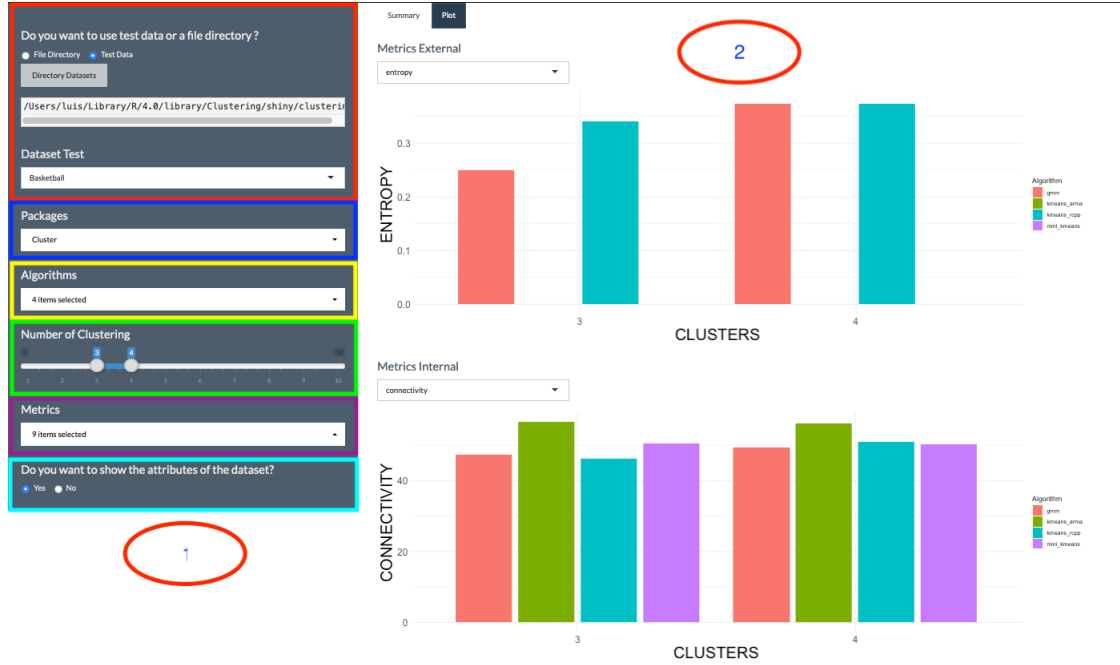 Do you want to use test data or a file directory ?
File Directory Test Data
Directory Datasets
/Users/luis/Library/R/4.0/library/Clustering/shiny/clusterin
Dataset Test
Basketball
Packages
Cluster
Algorithms
4 items selected
Number of Clustering
1 3 4 10
1 2 3 4 5 6 7 8 9 10
Metrics
9 items selected
Do you want to show the attributes of the dataset?
Yes No
1
Summary Plot
2
Metrics External
entropy
ENTROPY
0.3
0.2
0.1
0.0
3 4
CLUSTERS
Algorithm
gmm
kmeans_arma
kmeans_rcpp
mini_kmeans
Metrics Internal
connectivity
CONNECTIVITY
40
20
0
3 4
CLUSTERS
Algorithm
gmm
kmeans_arma
kmeans_rcpp
mini_kmeans